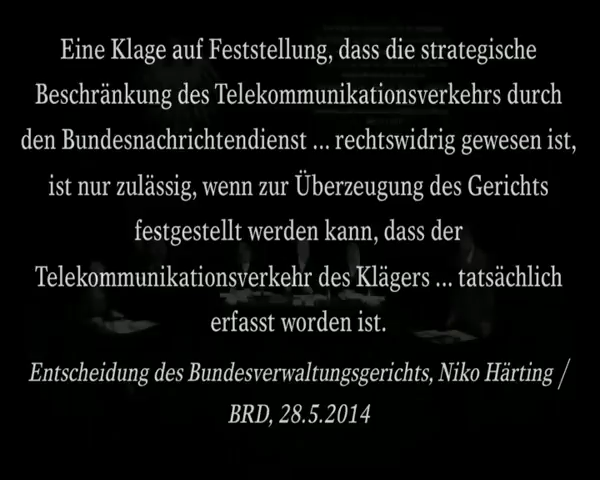 Eine Klage auf Feststellung, dass die strategische
Beschränkung des Telekommunikationsverkehrs durch
den Bundesnachrichtendienst ... rechtswidrig gewesen ist,
ist nur zulässig, wenn zur Überzeugung des Gerichts
festgestellt werden kann, dass der
Telekommunikationsverkehr des Klägers ... tatsächlich
erfasst worden ist.
Entscheidung des Bundesverwaltungsgerichts, Niko Härting /
BRD, 28.5.2014